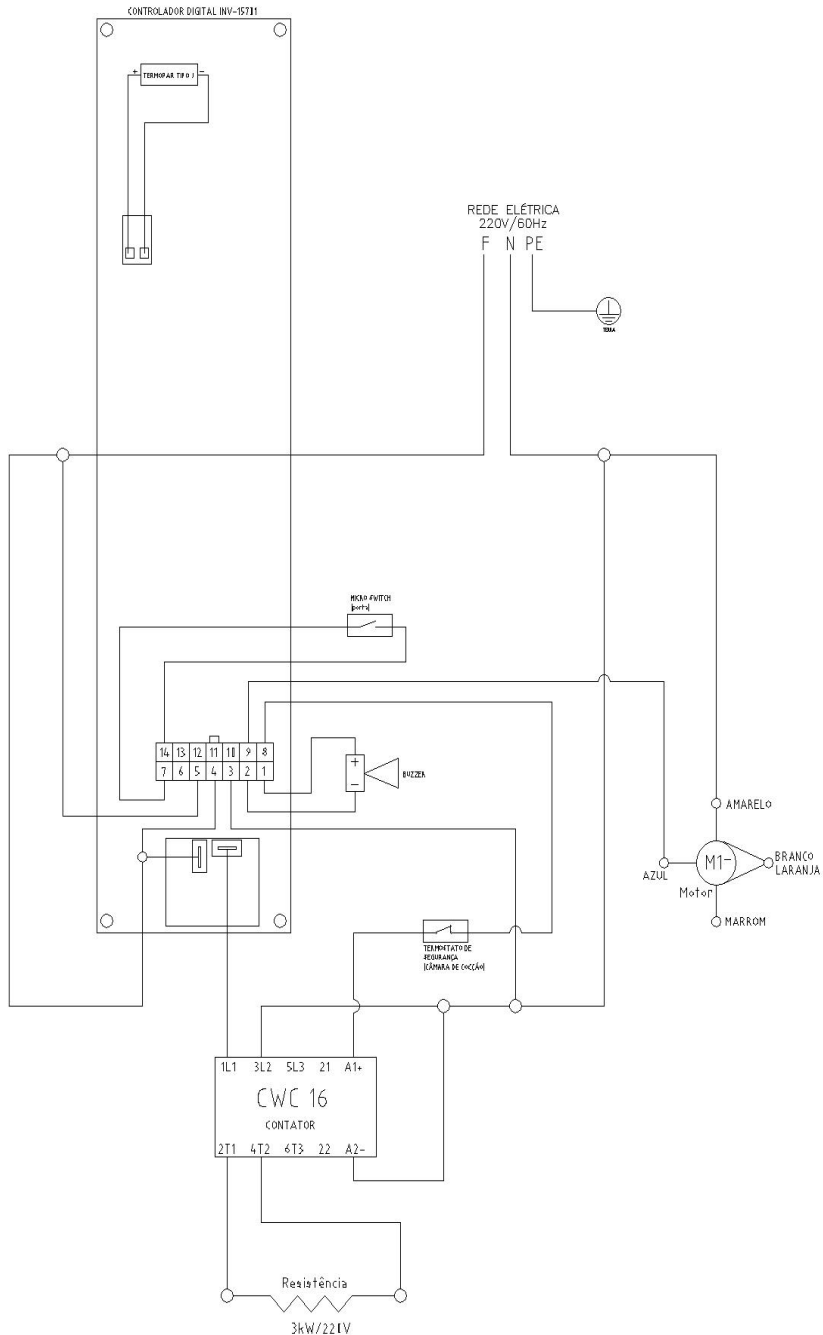 CONTROLADOR DIGITAL INV-15711
+ TERMOPAR TIPO J -
REDE ELÉTRICA
220V/60Hz
F N PE
TERRA
MICRO SWITCH
(porta)
14 13 12 11 10 9 8
7 6 5 4 3 2 1
+
-
BUZZER
AMARELO
M1~
Motor
AZUL
BRANCO
LARANJA
MARROM
TERMOSTATO DE
SEGURANÇA
(CÂMARA DE COCÇÃO)
1L1 3L2 5L3 21 A1+
CWC 16
CONTATOR
2T1 4T2 6T3 22 A2-
Resistência
3kW/220V